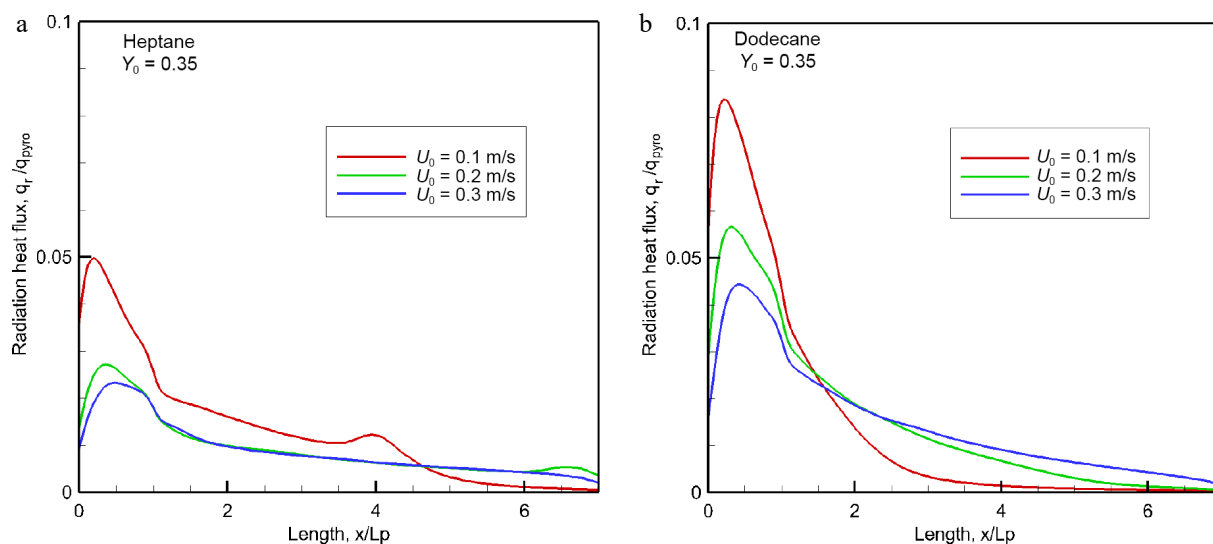 a
Heptane
Y₀ = 0.35
U₀ = 0.1 m/s
U₀ = 0.2 m/s
U₀ = 0.3 m/s
Radiation heat flux, qᵣ /q_pyro
0.1
0.05
0
0 2 4 6
Length, x/Lp
b
Dodecane
Y₀ = 0.35
U₀ = 0.1 m/s
U₀ = 0.2 m/s
U₀ = 0.3 m/s
Radiation heat flux, qᵣ /q_pyro
0.1
0.05
0
0 2 4 6
Length, x/Lp